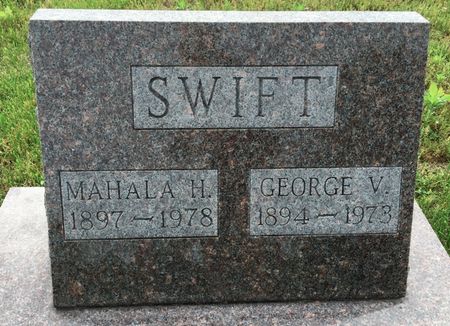 SWIFT
MAHALA H.
1897 — 1978
GEORGE V.
1894 — 1973